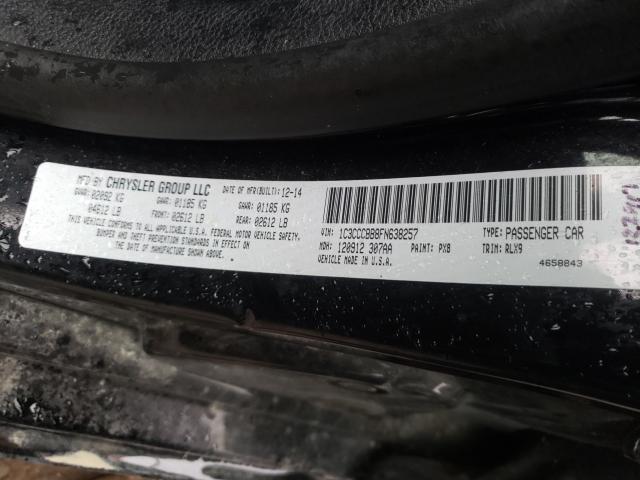 MFD BY CHRYSLER GROUP LLC DATE OF MFR(BUILT): 12-14
GVWR: 02092 KG GAWR: 01185 KG GAWR: 01185 KG
04612 LB FRONT: 02612 LB REAR: 02612 LB
THIS VEHICLE CONFORMS TO ALL APPLICABLE FEDERAL MOTOR VEHICLE SAFETY,
BUMPER AND THEFT PREVENTION STANDARDS IN EFFECT ON
THE DATE OF MANUFACTURE SHOWN ABOVE.
VIN: 1C3CCCBB8FN638257 TYPE: PASSENGER CAR
MDH: 120912 307AA PAINT: PX8 TRIM: RLX9
VEHICLE MADE IN U.S.A. 4658843